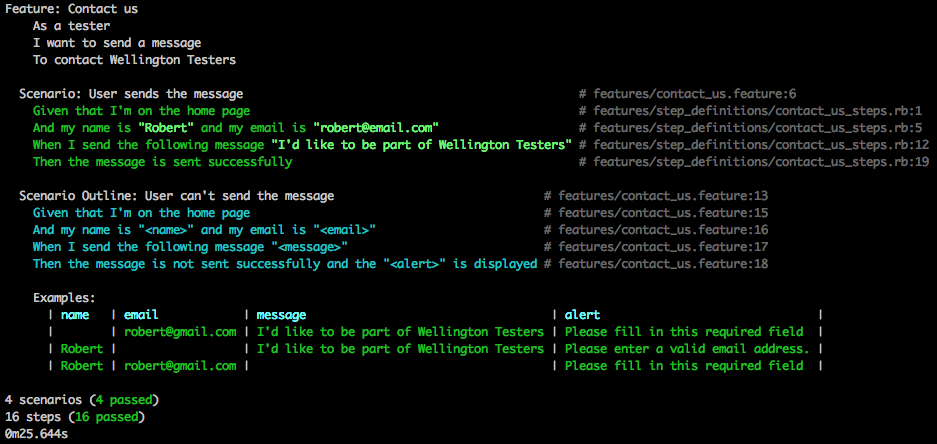 Feature: Contact us
As a tester
I want to send a message
To contact Wellington Testers
Scenario: User sends the message # features/contact_us.feature:6
Given that I'm on the home page # features/step_definitions/contact_us_steps.rb:1
And my name is "Robert" and my email is "robert@email.com" # features/step_definitions/contact_us_steps.rb:5
When I send the following message "I'd like to be part of Wellington Testers" # features/step_definitions/contact_us_steps.rb:12
Then the message is sent successfully # features/step_definitions/contact_us_steps.rb:19
Scenario Outline: User can't send the message # features/contact_us.feature:13
Given that I'm on the home page # features/contact_us.feature:15
And my name is "<name>" and my email is "<email>" # features/contact_us.feature:16
When I send the following message "<message>" # features/contact_us.feature:17
Then the message is not sent successfully and the "<alert>" is displayed # features/contact_us.feature:18
Examples:
| name | email | message | alert |
| | robert@gmail.com | I'd like to be part of Wellington Testers | Please fill in this required field |
| Robert | | I'd like to be part of Wellington Testers | Please enter a valid email address. |
| Robert | robert@gmail.com | | Please fill in this required field |
4 scenarios (4 passed)
16 steps (16 passed)
0m25.644s